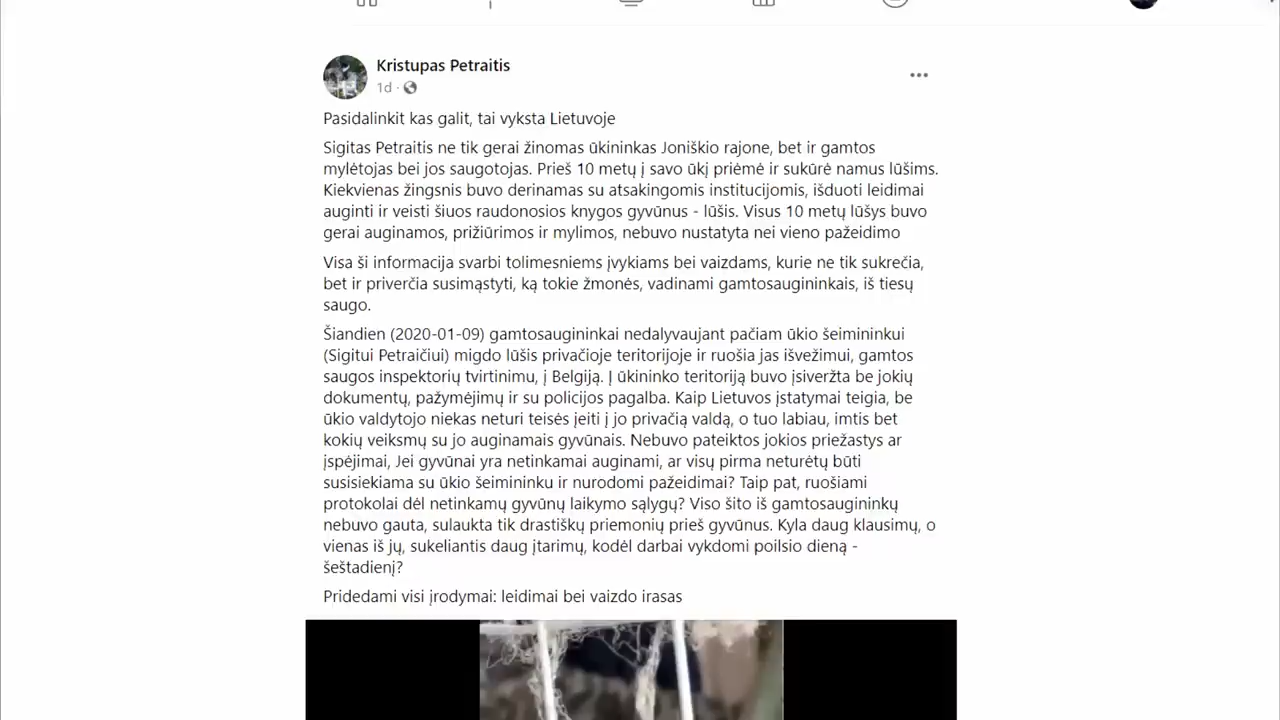 Kristupas Petraitis
1d ·
Pasidalinkit kas galit, tai vyksta Lietuvoje
Sigitas Petraitis ne tik gerai žinomas ūkininkas Joniškio rajone, bet ir gamtos
mylėtojas bei jos saugotojas. Prieš 10 metų į savo ūkį priėmė ir sukūrė namus lūšims.
Kiekvienas žingsnis buvo derinamas su atsakingomis institucijomis, išduoti leidimai
auginti ir veisti šiuos raudonosios knygos gyvūnus - lūšis. Visus 10 metų lūšys buvo
gerai auginamos, prižiūrimos ir mylimos, nebuvo nustatyta nei vieno pažeidimo
Visa ši informacija svarbi tolimesniems įvykiams bei vaizdams, kurie ne tik sukrečia,
bet ir priverčia susimąstyti, ką tokie žmonės, vadinami gamtosaugininkais, iš tiesų
saugo.
Šiandien (2020-01-09) gamtosaugininkai nedalyvaujant pačiam ūkio šeimininkui
(Sigitui Petraičiui) migdo lūšis privačioje teritorijoje ir ruošia jas išvežimui, gamtos
saugos inspektorių tvirtinimu, į Belgiją. Į ūkininko teritoriją buvo įsiveržta be jokių
dokumentų, pažymėjimų ir su policijos pagalba. Kaip Lietuvos įstatymai teigia, be
ūkio valdytojo niekas neturi teisės įeiti į jo privačią valdą, o tuo labiau, imtis bet
kokių veiksmų su jo auginamais gyvūnais. Nebuvo pateiktos jokios priežastys ar
įspėjimai, Jei gyvūnai yra netinkamai auginami, ar visų pirma neturėtų būti
susisiekiama su ūkio šeimininku ir nurodomi pažeidimai? Taip pat, ruošiami
protokolai dėl netinkamų gyvūnų laikymo sąlygų? Viso šito iš gamtosaugininkų
nebuvo gauta, sulaukta tik drastiškų priemonių prieš gyvūnus. Kyla daug klausimų, o
vienas iš jų, sukeliantis daug įtarimų, kodėl darbai vykdomi poilsio dieną -
šeštadienį?
Pridedami visi įrodymai: leidimai bei vaizdo irasas